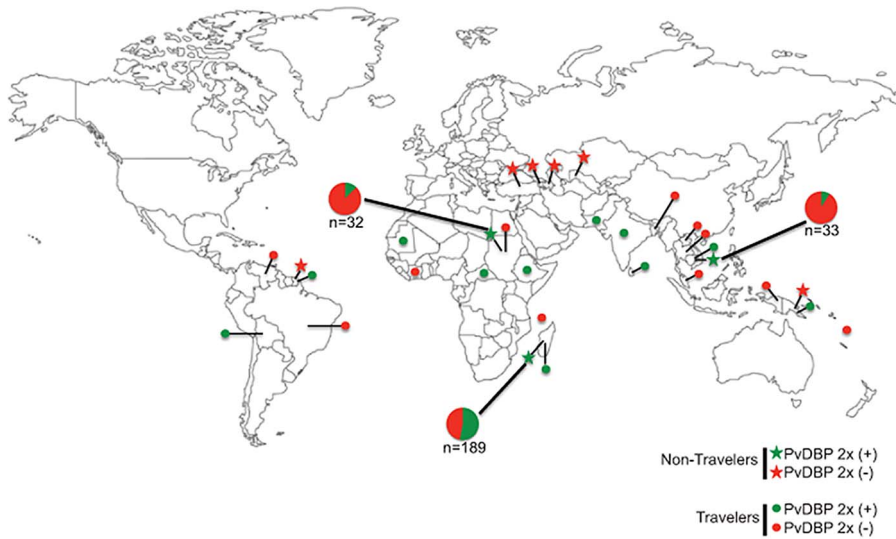 n=32
n=33
n=189
Non-Travelers
PvDBP 2x (+)
PvDBP 2x (-)
Travelers
PvDBP 2x (+)
PvDBP 2x (-)